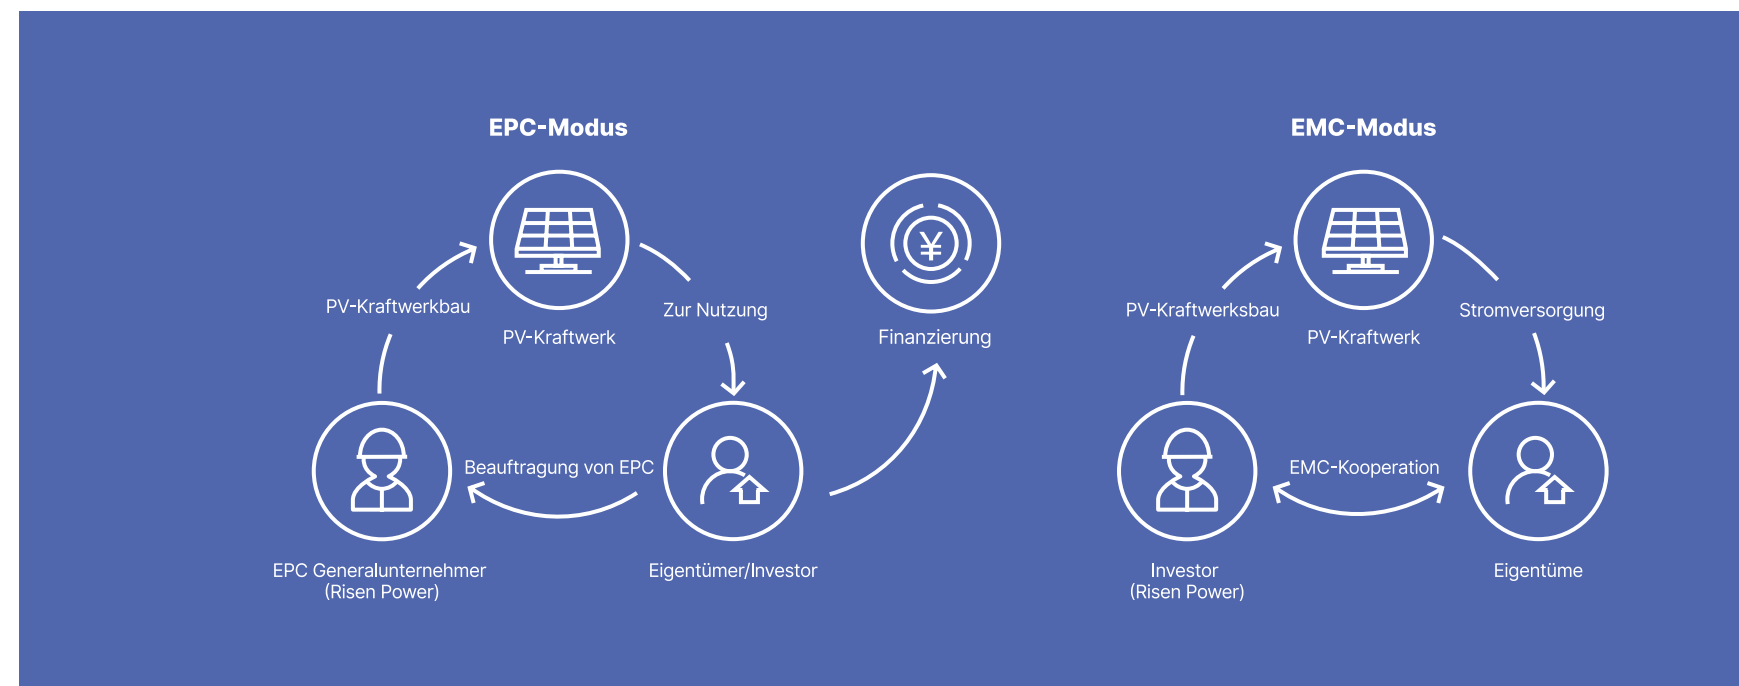 EPC-Modus
PV-Kraftwerkbau
PV-Kraftwerk
Zur Nutzung
¥
Finanzierung
Beauftragung von EPC
EPC Generalunternehmer
(Risen Power)
Eigentümer/Investor
EMC-Modus
PV-Kraftwerksbau
PV-Kraftwerk
Stromversorgung
EMC-Kooperation
Investor
(Risen Power)
Eigentüme